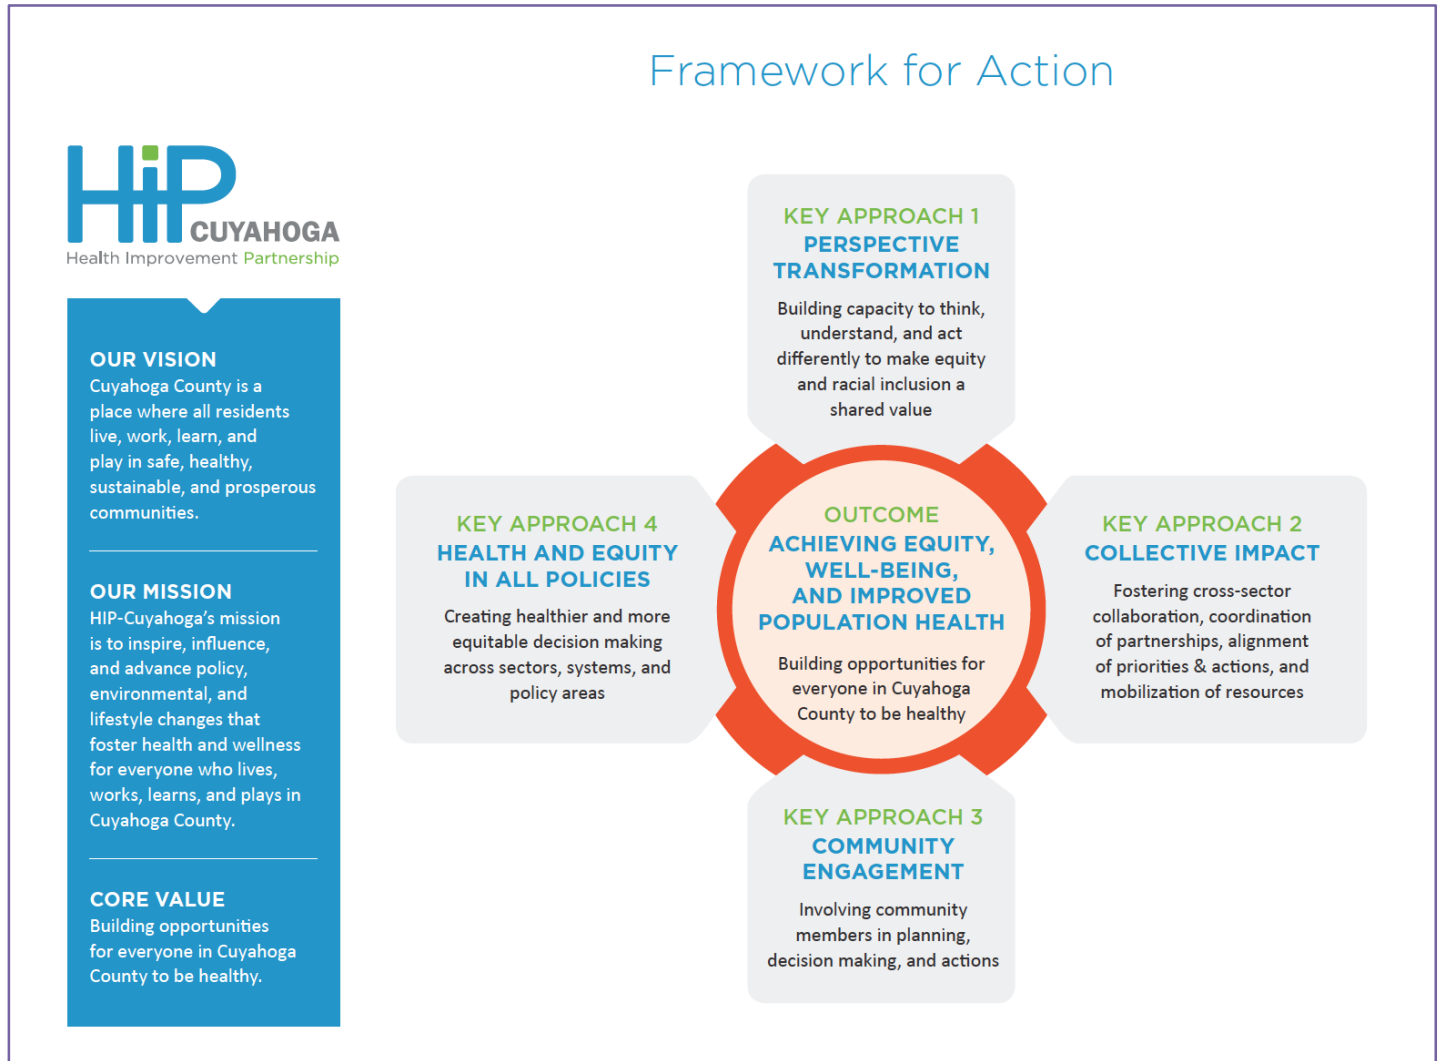 Framework for Action
HiP
CUYAHOGA
Health Improvement Partnership
OUR VISION
Cuyahoga County is a
place where all residents
live, work, learn, and
play in safe, healthy,
sustainable, and prosperous
communities.
OUR MISSION
HIP-Cuyahoga's mission
is to inspire, influence,
and advance policy,
environmental, and
lifestyle changes that
foster health and wellness
for everyone who lives,
works, learns, and plays in
Cuyahoga County.
CORE VALUE
Building opportunities
for everyone in Cuyahoga
County to be healthy.
KEY APPROACH 1
PERSPECTIVE
TRANSFORMATION
Building capacity to think,
understand, and act
differently to make equity
and racial inclusion a
shared value
KEY APPROACH 4
HEALTH AND EQUITY
IN ALL POLICIES
Creating healthier and more
equitable decision making
across sectors, systems, and
policy areas
OUTCOME
ACHIEVING EQUITY,
WELL-BEING,
AND IMPROVED
POPULATION HEALTH
Building opportunities for
everyone in Cuyahoga
County to be healthy
KEY APPROACH 2
COLLECTIVE IMPACT
Fostering cross-sector
collaboration, coordination
of partnerships, alignment
of priorities & actions, and
mobilization of resources
KEY APPROACH 3
COMMUNITY
ENGAGEMENT
Involving community
members in planning,
decision making, and actions